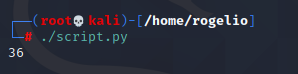 ┌──(root💀kali)-[/home/rogelio]
└─# ./script.py
36